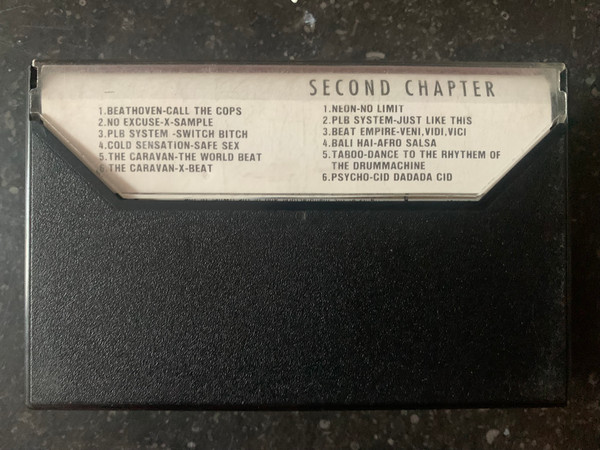 SECOND CHAPTER
1.BEATHOVEN-CALL THE COPS
2.NO EXCUSE-X-SAMPLE
3.PLB SYSTEM -SWITCH BITCH
4.COLD SENSATION-SAFE SEX
5.THE CARAVAN-THE WORLD BEAT
6 THE CARAVAN-X-BEAT
1.NEON-NO LIMIT
2.PLB SYSTEM-JUST LIKE THIS
3.BEAT EMPIRE-VENI,VIDI,VICI
4.BALI HAI-AFRO SALSA
5.TABOO-DANCE TO THE RHYTHEM OF
THE DRUMMACHINE
6.PSYCHO-CID DADADA CID